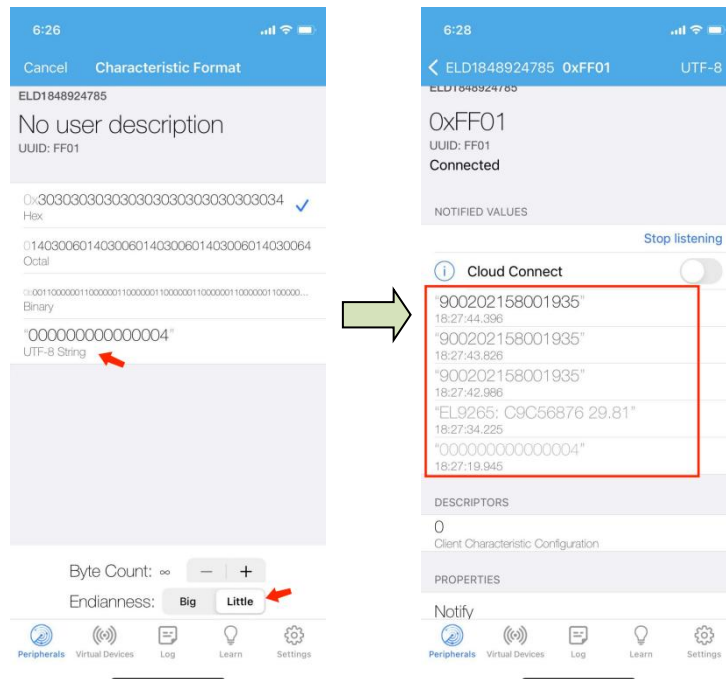 6:26
Cancel Characteristic Format
ELD1848924785
No user description
UUID: FF01
0x303030303030303030303030303034
Hex
014030060140300601403006014030060140300​64
Octal
0b00110000001100000011000000110000001100000011000000110000...
Binary
"000000000000004"
UTF-8 String
Byte Count: ∞ − +
Endianness: Big Little
Peripherals Virtual Devices Log Learn Settings
6:28
ELD1848924785 0xFF01 UTF-8
ELD1848924785
0xFF01
UUID: FF01
Connected
NOTIFIED VALUES
Stop listening
i Cloud Connect
"900202158001935"
18:27:44.396
"900202158001935"
18:27:43.826
"900202158001935"
18:27:42.986
"EL9265: C9C56876 29.81"
18:27:34.225
"000000000000004"
18:27:19.945
DESCRIPTORS
0
Client Characteristic Configuration
PROPERTIES
Notify
Peripherals Virtual Devices Log Learn Settings